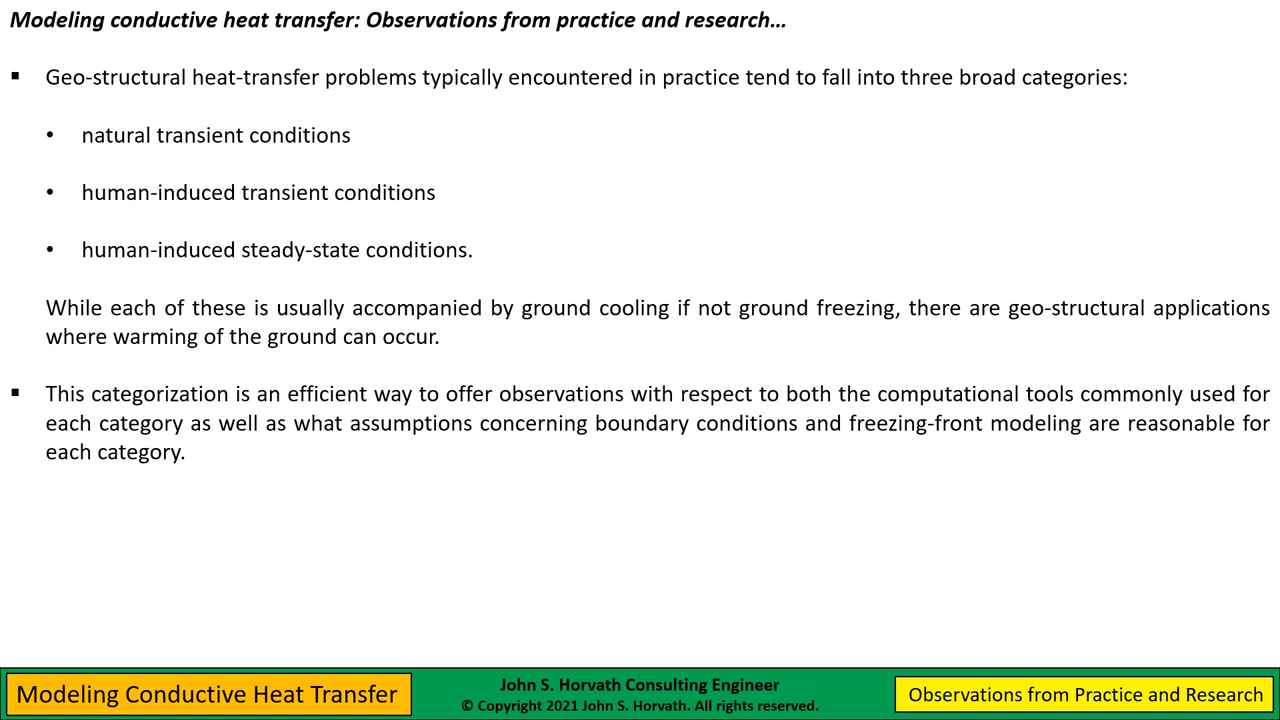 Modeling conductive heat transfer: Observations from practice and research…
▪ Geo-structural heat-transfer problems typically encountered in practice tend to fall into three broad categories:
• natural transient conditions
• human-induced transient conditions
• human-induced steady-state conditions.
While each of these is usually accompanied by ground cooling if not ground freezing, there are geo-structural applications
where warming of the ground can occur.
▪ This categorization is an efficient way to offer observations with respect to both the computational tools commonly used for
each category as well as what assumptions concerning boundary conditions and freezing-front modeling are reasonable for
each category.
Modeling Conductive Heat Transfer
John S. Horvath Consulting Engineer
© Copyright 2021 John S. Horvath. All rights reserved.
Observations from Practice and Research